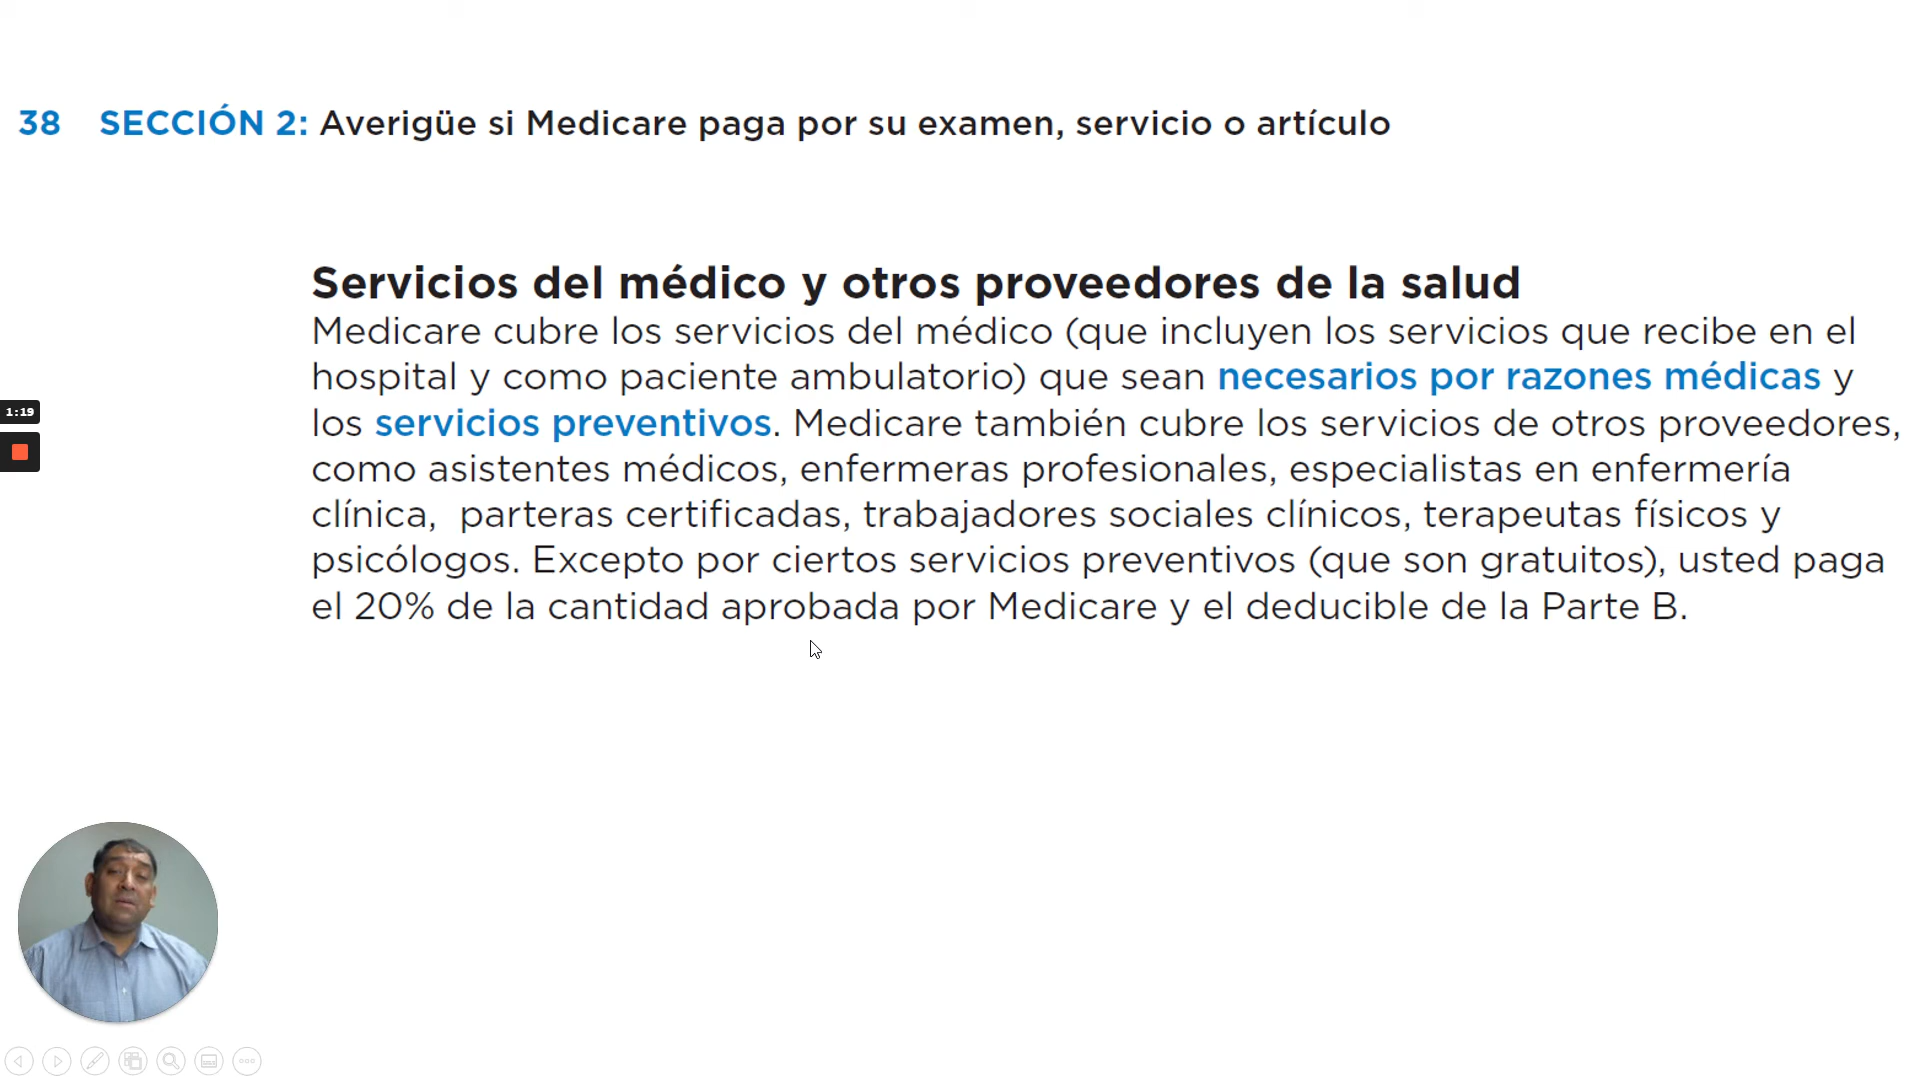 38 SECCIÓN 2: Averigüe si Medicare paga por su examen, servicio o artículo
Servicios del médico y otros proveedores de la salud
Medicare cubre los servicios del médico (que incluyen los servicios que recibe en el
hospital y como paciente ambulatorio) que sean necesarios por razones médicas y
los servicios preventivos. Medicare también cubre los servicios de otros proveedores,
como asistentes médicos, enfermeras profesionales, especialistas en enfermería
clínica, parteras certificadas, trabajadores sociales clínicos, terapeutas físicos y
psicólogos. Excepto por ciertos servicios preventivos (que son gratuitos), usted paga
el 20% de la cantidad aprobada por Medicare y el deducible de la Parte B.
1:19